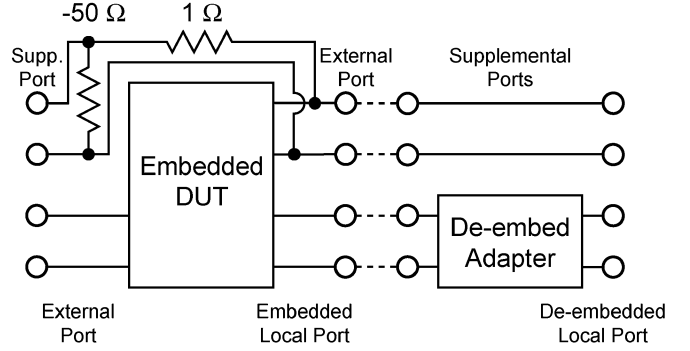 -50 Ω
1 Ω
Supp.
Port
External
Port
Supplemental
Ports
Embedded
DUT
De-embed
Adapter
External
Port
Embedded
Local Port
De-embedded
Local Port